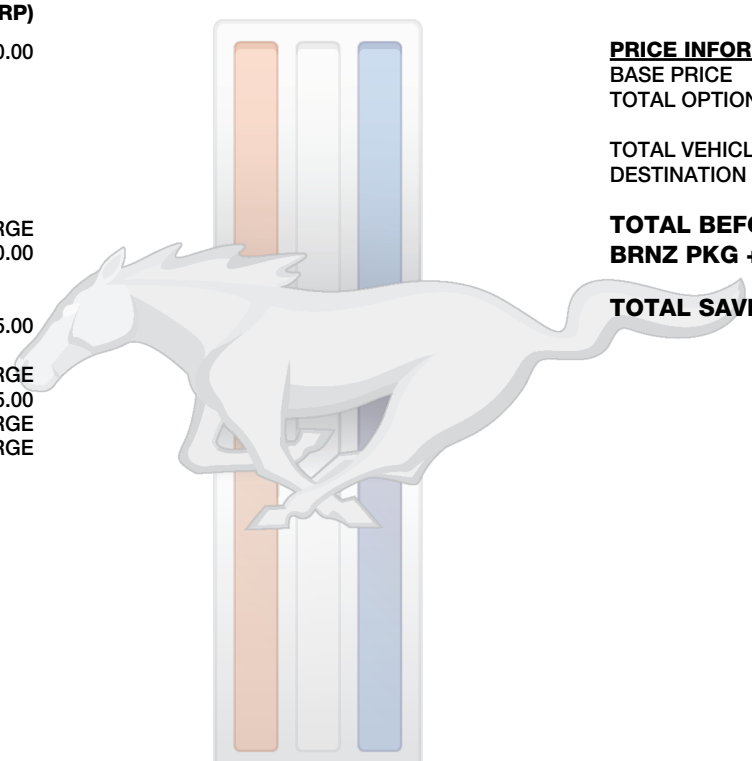 RP)
0.00
RGE
0.00
5.00
RGE
5.00
RGE
RGE
PRICE INFOR
BASE PRICE
TOTAL OPTION
TOTAL VEHICL
DESTINATION
TOTAL BEFO
BRNZ PKG +
TOTAL SAVI